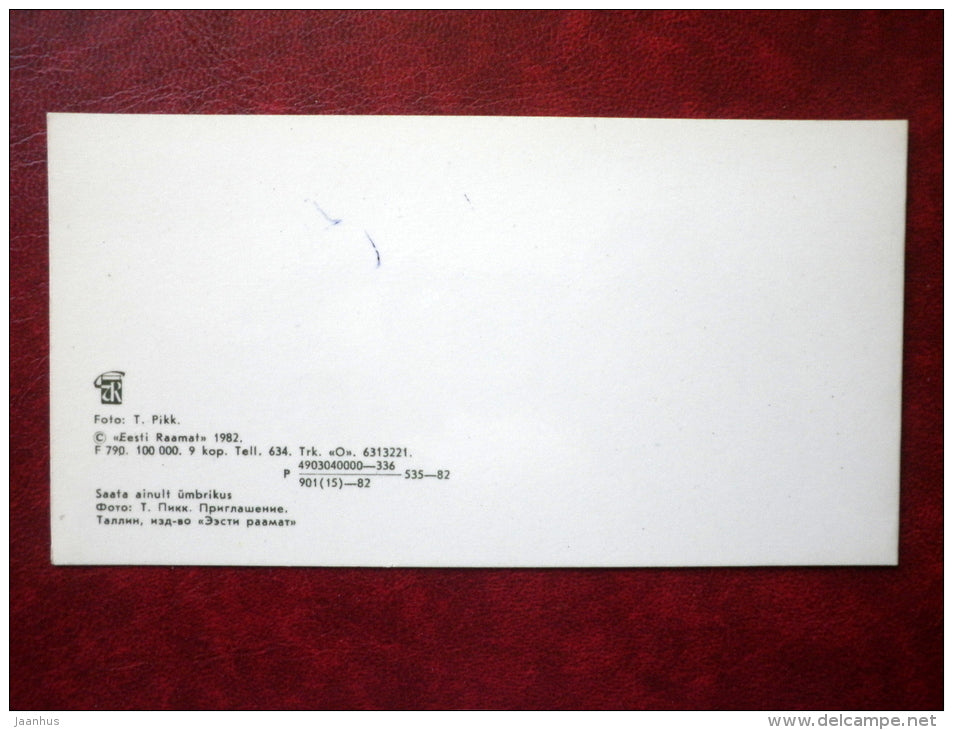 Foto: T. Pikk.
© «Eesti Raamat» 1982.
F 790. 100 000. 9 kop. Tell. 634. Trk. «O». 6313221.
P 4903040000—336
901(15)—82
535—82
Saata ainult ümbrikus
Фото: Т. Пикк. Приглашение.
Таллин, изд-во «Ээсти раамат»
jaanhus
www.delcampe.net